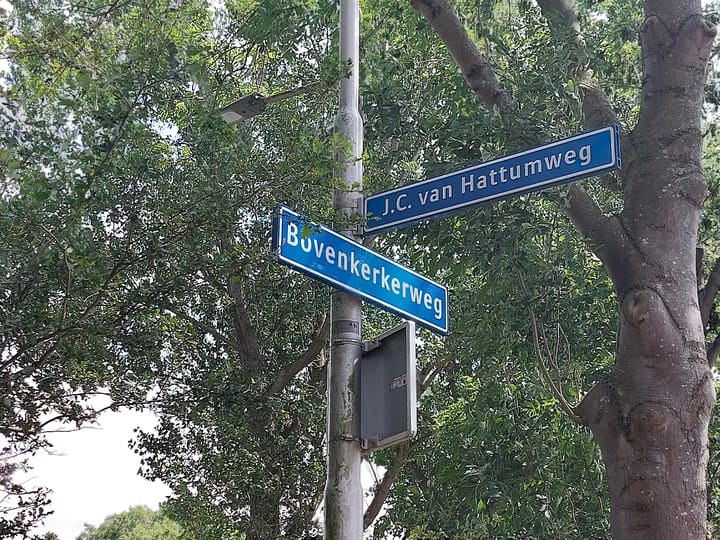 J.C. van Hattumweg
Bovenkerkerweg